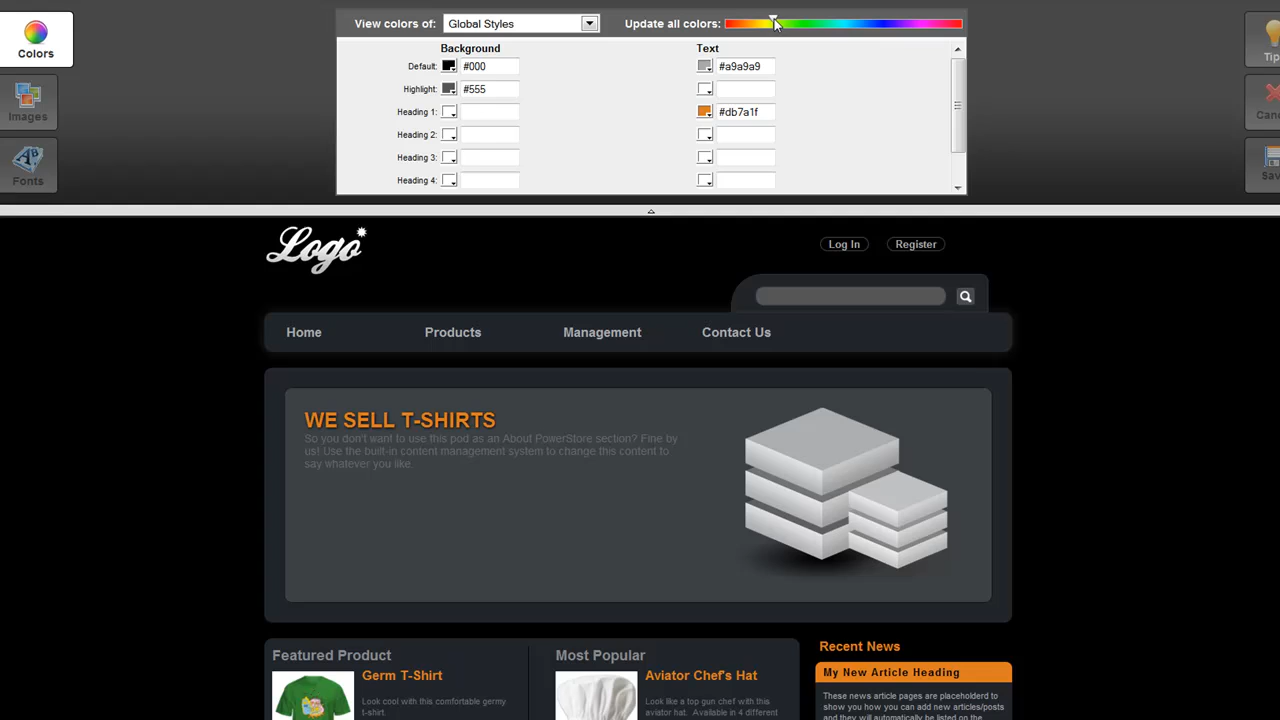 View colors of: Global Styles Update all colors:
Colors
Images
Fonts
Tip
Canc
Sav
Background Text
Default: #000 #a9a9a9
Highlight: #555
Heading 1: #db7a1f
Heading 2:
Heading 3:
Heading 4:
Logo
Log In Register
Home Products Management Contact Us
WE SELL T-SHIRTS
So you don't want to use this pod as an About PowerStore section? Fine by
us! Use the built-in content management system to change this content to
say whatever you like.
Featured Product
Germ T-Shirt
Look cool with this comfortable germy
t-shirt.
Most Popular
Aviator Chef's Hat
Look like a top gun chef with this
aviator hat. Available in 4 different
Recent News
My New Article Heading
These news article pages are placeholderd to
show you how you can add new articles/posts
and they will automatically be listed on the